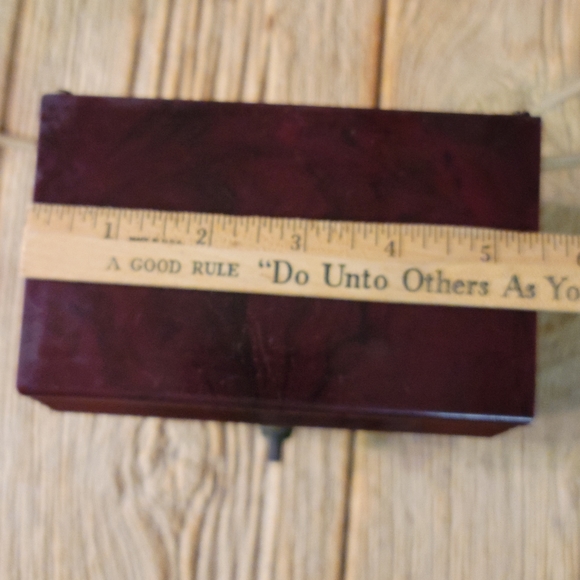 1 2 3 4 5
A GOOD RULE "Do Unto Others As Yo